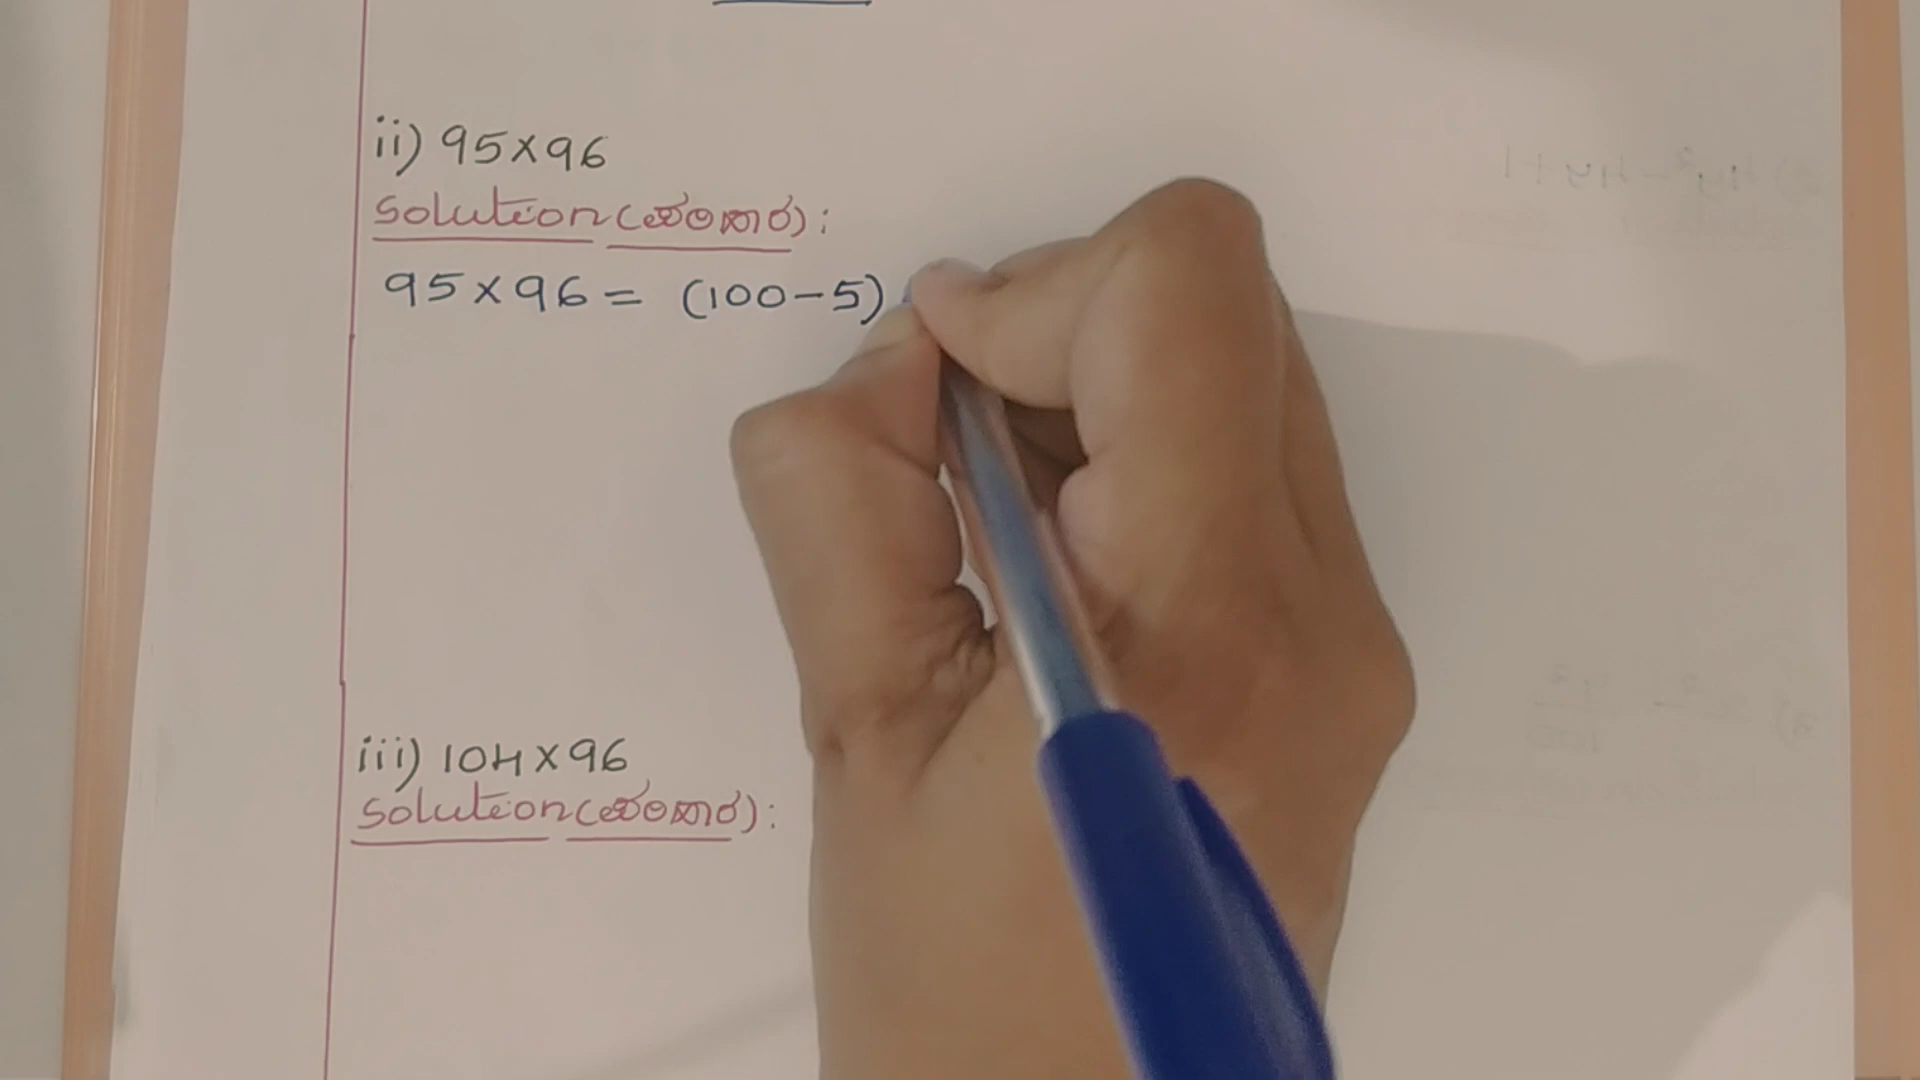 ii) 95×96
Solution (ಪರಿಹಾರ):
95×96 = (100-5)
iii) 104×96
Solution (ಪರಿಹಾರ):